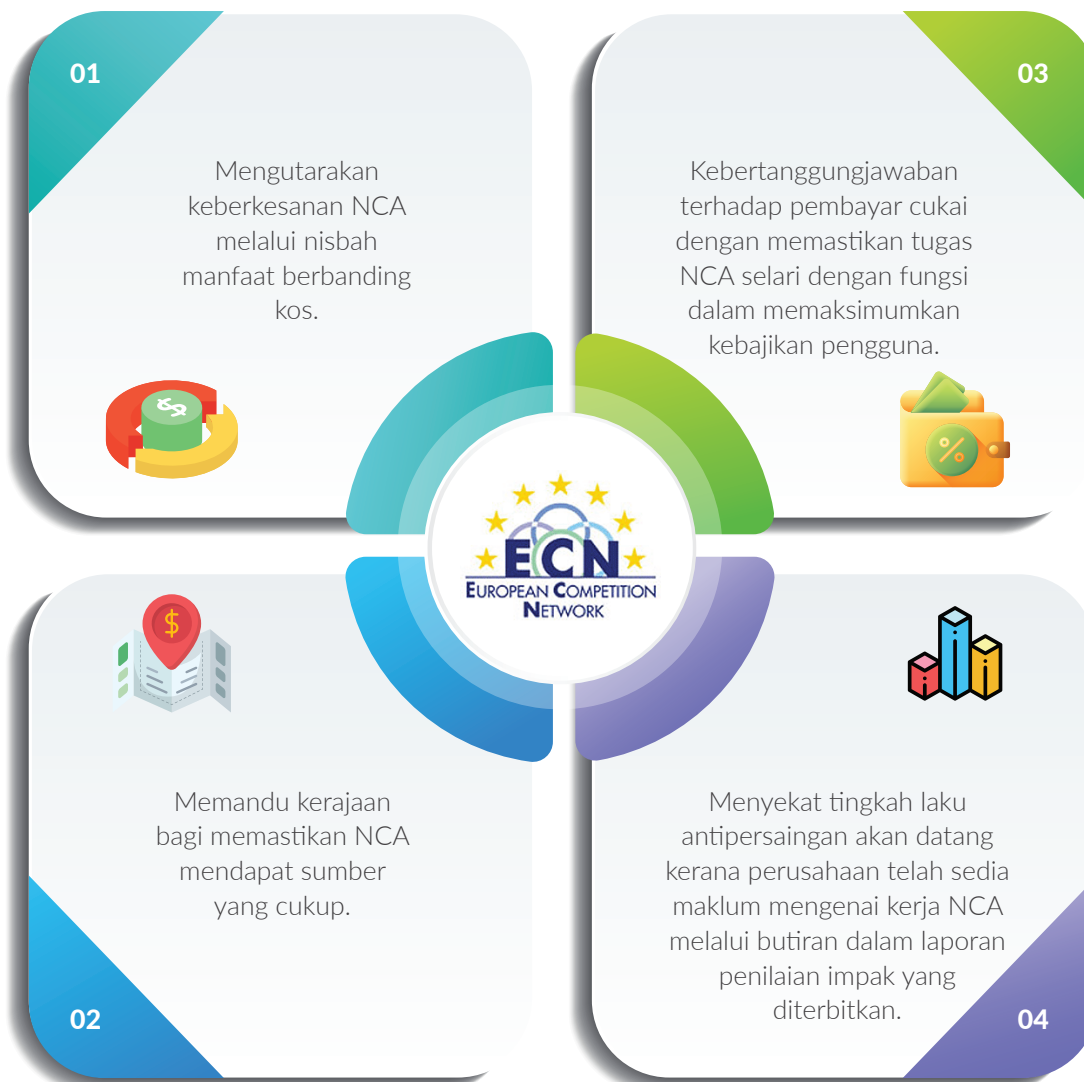 01
Mengutarakan
keberkesanan NCA
melalui nisbah
manfaat berbanding
kos.
02
Memandu kerajaan
bagi memastikan NCA
mendapat sumber
yang cukup.
03
Kebertanggungjawaban
terhadap pembayar cukai
dengan memastikan tugas
NCA selari dengan fungsi
dalam memaksimumkan
kebajikan pengguna.
04
Menyekat tingkah laku
antipersaingan akan datang
kerana perusahaan telah sedia
maklum mengenai kerja NCA
melalui butiran dalam laporan
penilaian impak yang
diterbitkan.
ECN
EUROPEAN COMPETITION
NETWORK
$
%
$